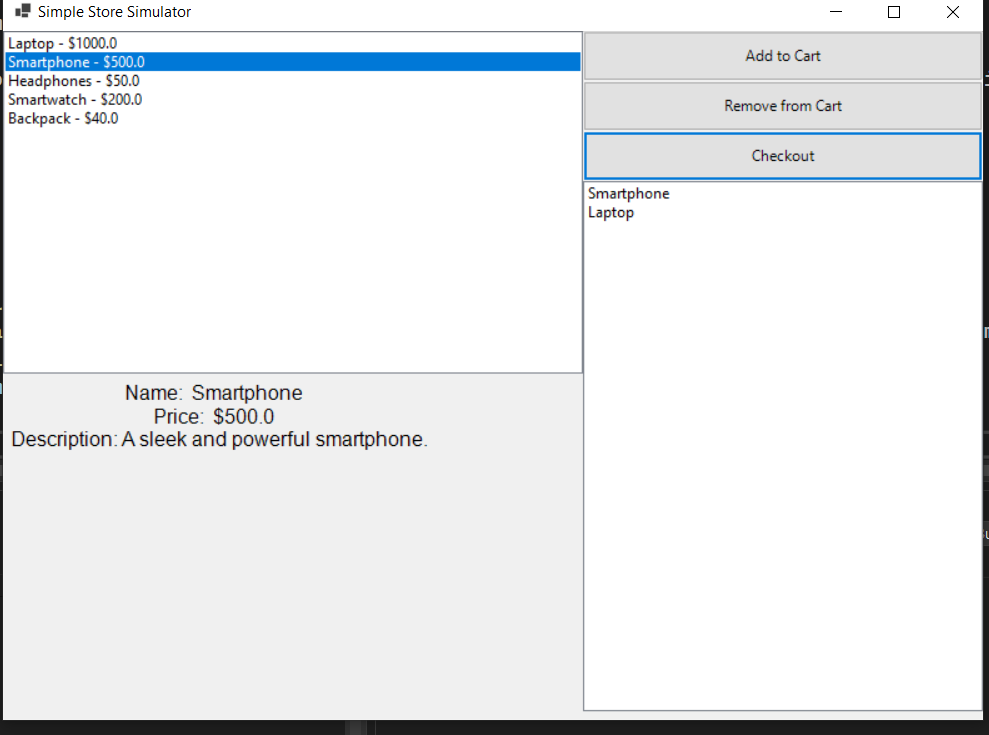 Simple Store Simulator
Laptop - $1000.0
Smartphone - $500.0
Headphones - $50.0
Smartwatch - $200.0
Backpack - $40.0
Add to Cart
Remove from Cart
Checkout
Smartphone
Laptop
Name: Smartphone
Price: $500.0
Description: A sleek and powerful smartphone.